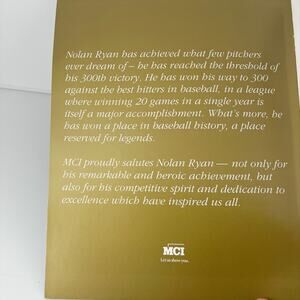 Nolan Ryan has achieved what few pitchers
ever dream of – he has reached the threshold of
his 300th victory. He has won his way to 300
against the best hitters in baseball, in a league
where winning 20 games in a single year is
itself a major accomplishment. What's more, he
has won a place in baseball history, a place
reserved for legends.
MCI proudly salutes Nolan Ryan — not only for
his remarkable and heroic achievement, but
also for his competitive spirit and dedication to
excellence which have inspired us all.
MCI
Let us show you.